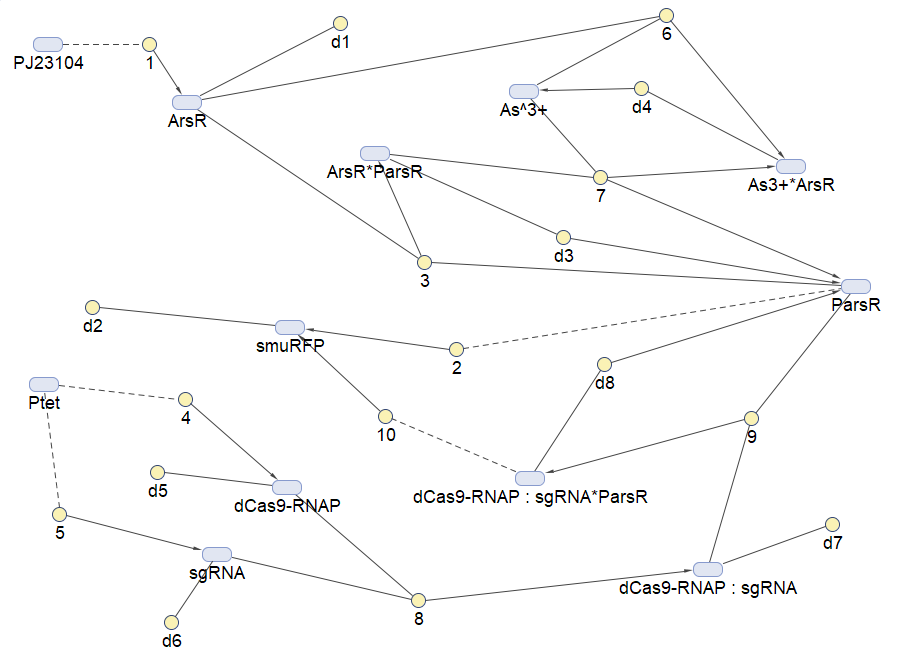 d1
6
PJ23104
1
d4
As^3+
ArsR
ArsR*ParsR
As3+*ArsR
7
d3
3
ParsR
d2
smuRFP
2
d8
Ptet
4
10
9
d5
dCas9-RNAP
dCas9-RNAP : sgRNA*ParsR
5
d7
sgRNA
dCas9-RNAP : sgRNA
8
d6